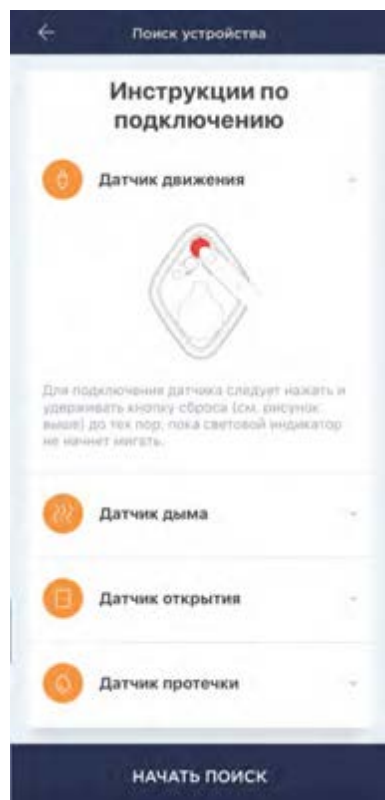 Поиск устройства
Инструкции по
подключению
Датчик движения
Для подключения датчика следует нажать и
удерживать кнопку сброса (см. рисунок
выше) до тех пор, пока световой индикатор
не начнет мигать.
Датчик дыма
Датчик открытия
Датчик протечки
НАЧАТЬ ПОИСК